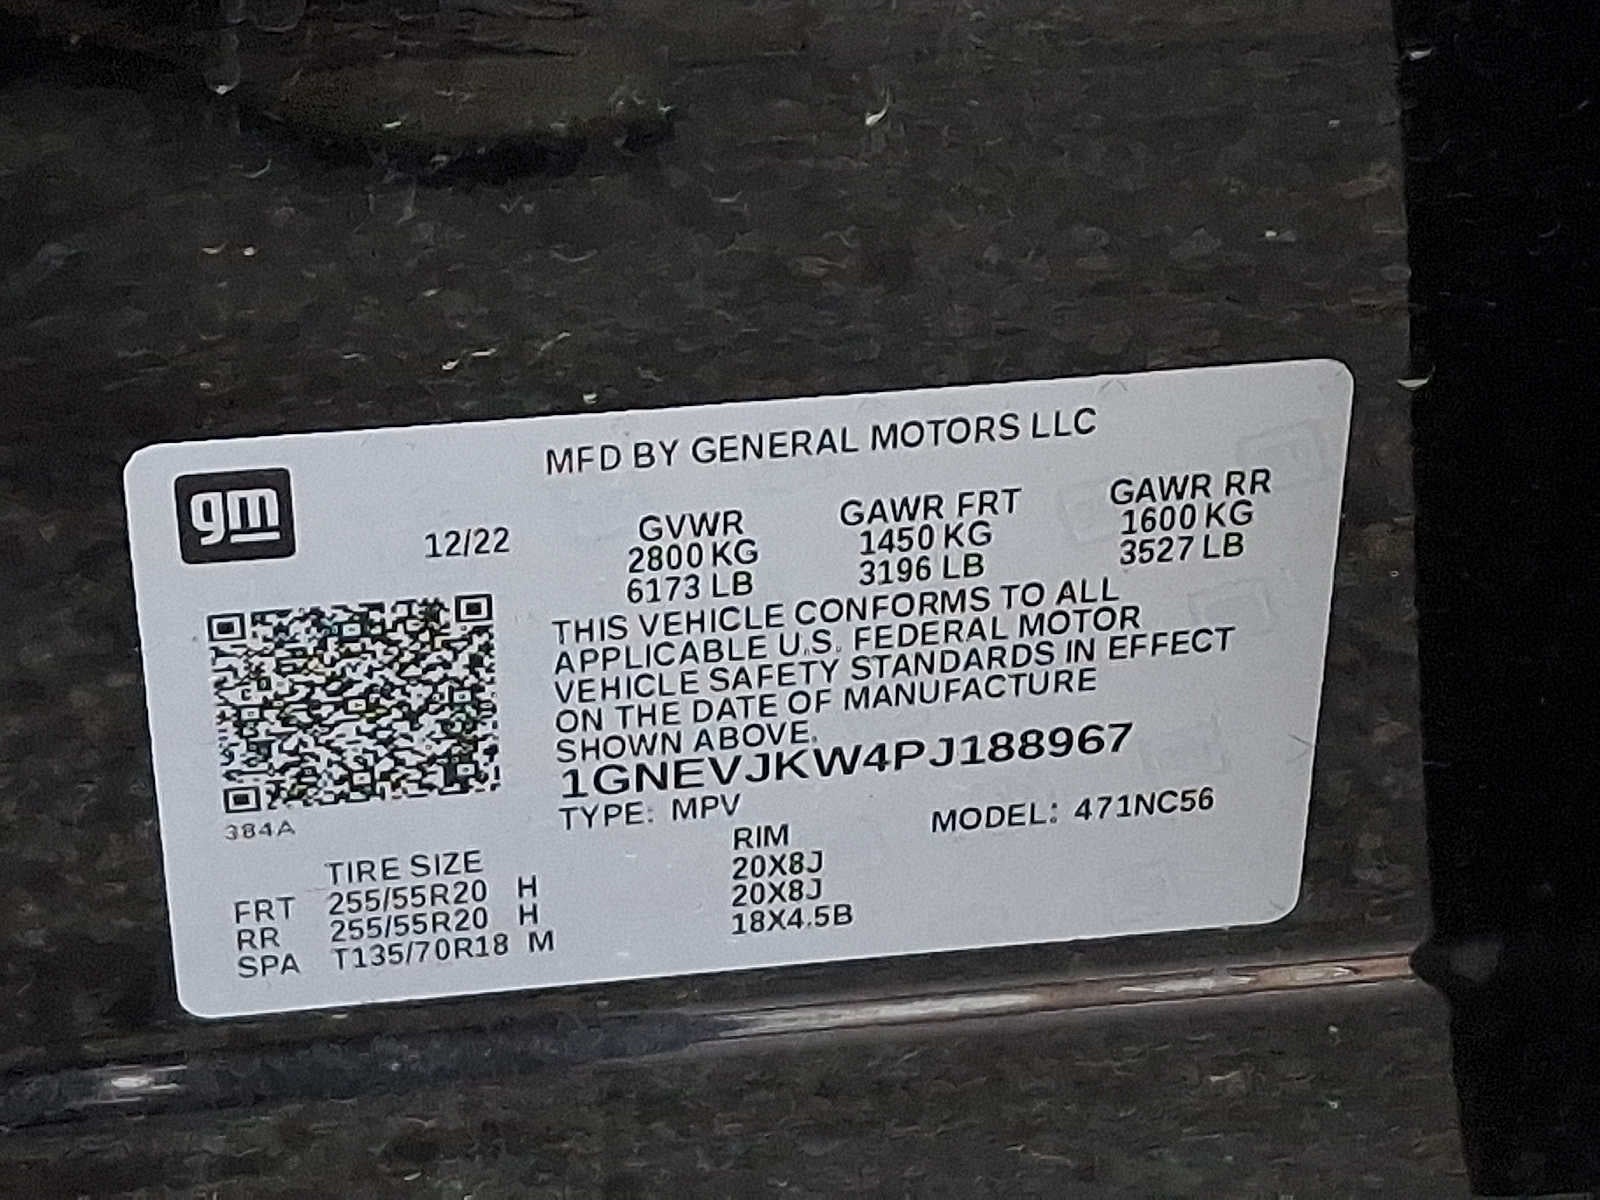 MFD BY GENERAL MOTORS LLC
gm
12/22
GVWR GAWR FRT GAWR RR
2800 KG 1450 KG 1600 KG
6173 LB 3196 LB 3527 LB
THIS VEHICLE CONFORMS TO ALL
APPLICABLE U.S. FEDERAL MOTOR
VEHICLE SAFETY STANDARDS IN EFFECT
ON THE DATE OF MANUFACTURE
SHOWN ABOVE.
1GNEVJKW4PJ188967
TYPE: MPV MODEL: 471NC56
384A
TIRE SIZE RIM
FRT 255/55R20 H 20X8J
RR 255/55R20 H 20X8J
SPA T135/70R18 M 18X4.5B